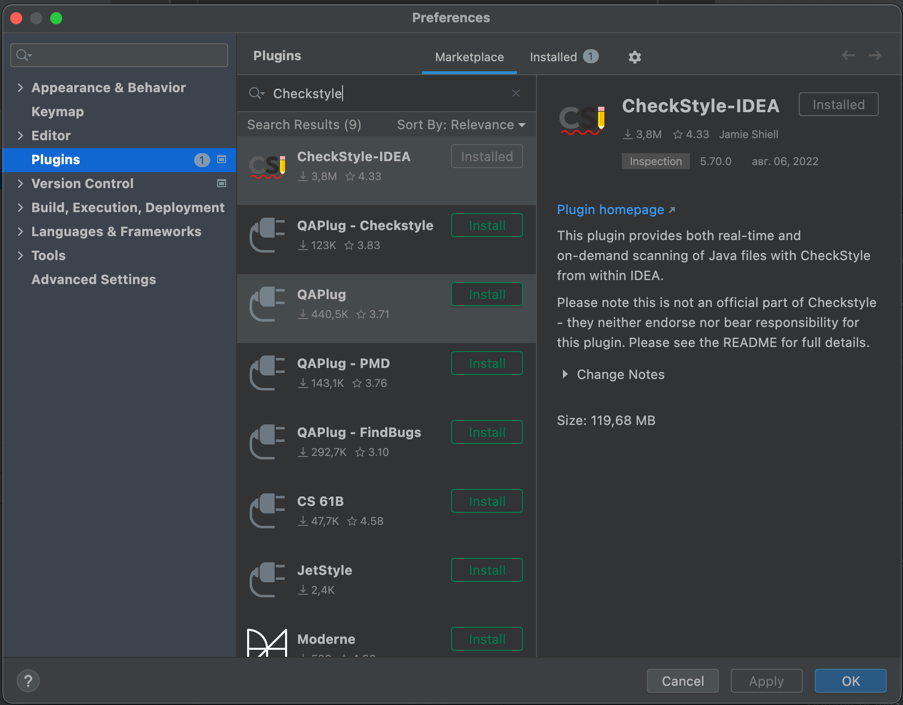 Preferences
Plugins
Marketplace
Installed 1
Appearance & Behavior
Keymap
Editor
Plugins 1
Version Control
Build, Execution, Deployment
Languages & Frameworks
Tools
Advanced Settings
Checkstyle
Search Results (9) Sort By: Relevance
CheckStyle-IDEA Installed
3,8M 4.33
QAPlug - Checkstyle Install
123K 3.83
QAPlug Install
440,5K 3.71
QAPlug - PMD Install
143,1K 3.76
QAPlug - FindBugs Install
292,7K 3.10
CS 61B Install
47,7K 4.58
JetStyle Install
2,4K
Moderne Install
CSI
CheckStyle-IDEA Installed
3,8M 4.33 Jamie Shiell
Inspection 5.70.0 авг. 06, 2022
Plugin homepage
This plugin provides both real-time and
on-demand scanning of Java files with CheckStyle
from within IDEA.
Please note this is not an official part of Checkstyle
- they neither endorse nor bear responsibility for
this plugin. Please see the README for full details.
Change Notes
Size: 119,68 MB
?
Cancel
Apply
OK